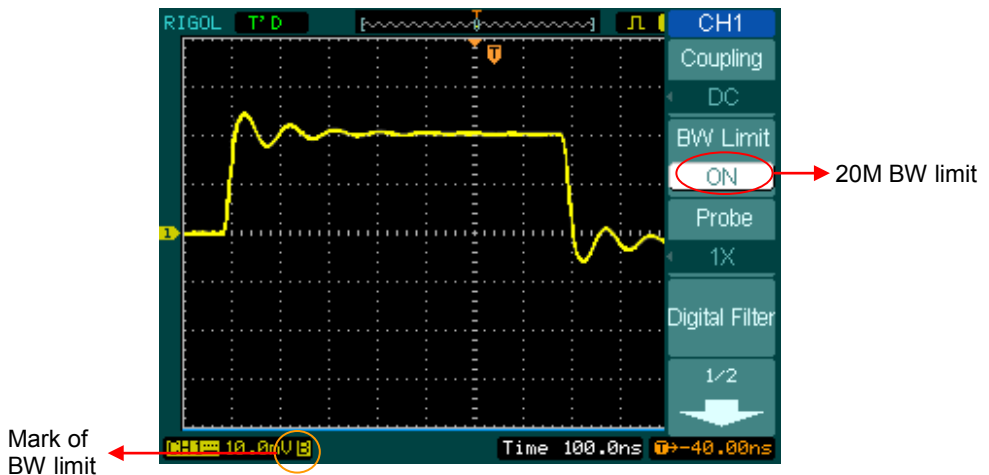 RIGOL T'D T CH1
T
Coupling
DC
BW Limit
ON
20M BW limit
Probe
1
1X
Digital Filter
1/2
CH1 10.0mV B Time 100.0ns T→-40.00ns
Mark of
BW limit